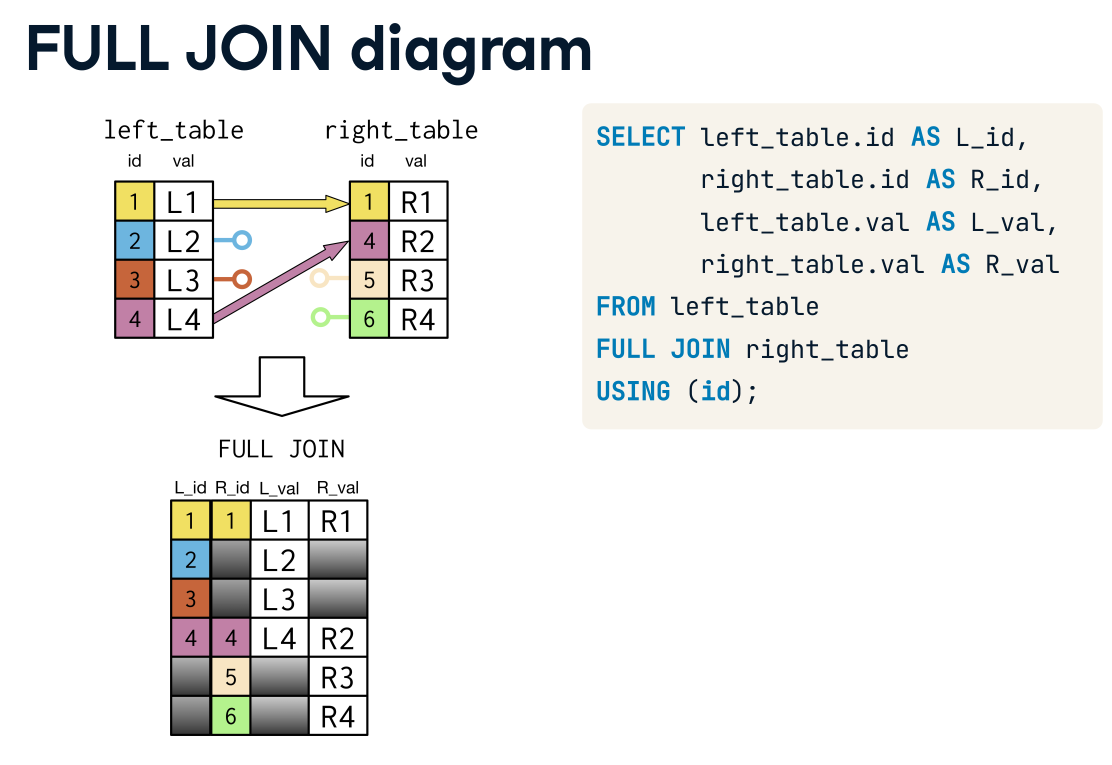 FULL JOIN diagram
left_table right_table
id val id val
1 L1 1 R1
2 L2 4 R2
3 L3 5 R3
4 L4 6 R4
FULL JOIN
L_id R_id L_val R_val
1 1 L1 R1
2 L2
3 L3
4 4 L4 R2
5 R3
6 R4
SELECT left_table.id AS L_id,
right_table.id AS R_id,
left_table.val AS L_val,
right_table.val AS R_val
FROM left_table
FULL JOIN right_table
USING (id);